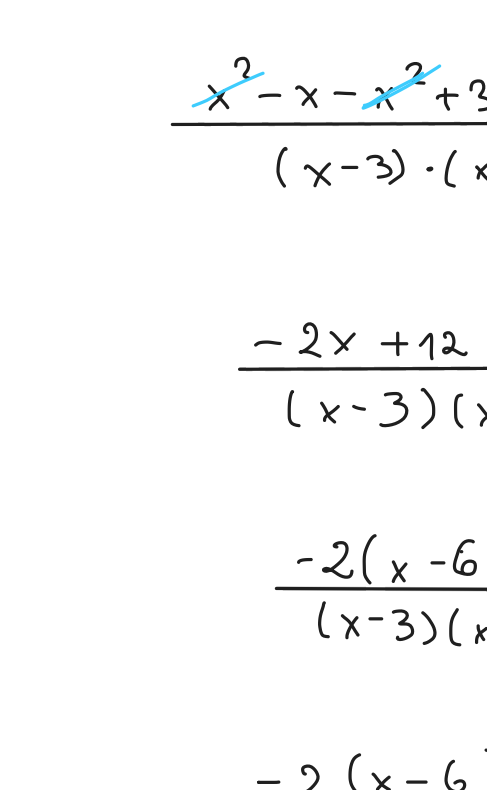 x² - x - x² + 3
(x-3) · (x
- 2x + 12
(x-3)(x
-2(x-6
(x-3)(x
-2(x-6